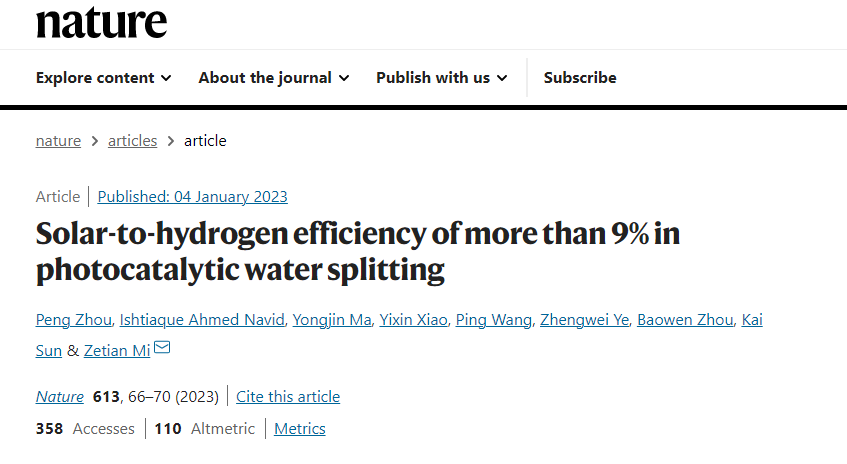 nature
Explore content About the journal Publish with us Subscribe
nature > articles > article
Article | Published: 04 January 2023
Solar-to-hydrogen efficiency of more than 9% in
photocatalytic water splitting
Peng Zhou, Ishtiaque Ahmed Navid, Yongjin Ma, Yixin Xiao, Ping Wang, Zhengwei Ye, Baowen Zhou, Kai
Sun & Zetian Mi
Nature 613, 66–70 (2023) | Cite this article
358 Accesses | 110 Altmetric | Metrics